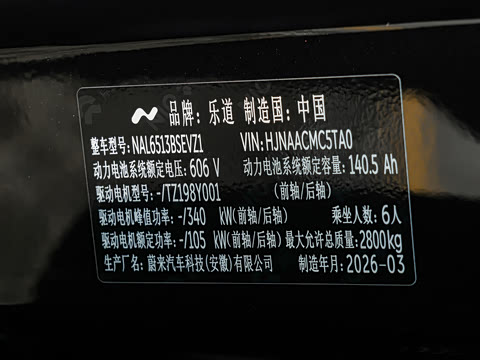 品牌: 乐道 制造国: 中国
整车型号: NAL6513BSEVZ1 VIN: HJNAACMC5TA0
动力电池系统额定电压: 606 V 动力电池系统额定容量: 140.5 Ah
驱动电机型号: -/TZ198Y001 (前轴/后轴)
驱动电机峰值功率: -/340 kW(前轴/后轴) 乘坐人数: 6人
驱动电机额定功率: -/105 kW(前轴/后轴) 最大允许总质量: 2800kg
生产厂名: 蔚来汽车科技(安徽)有限公司 制造年月: 2026-03